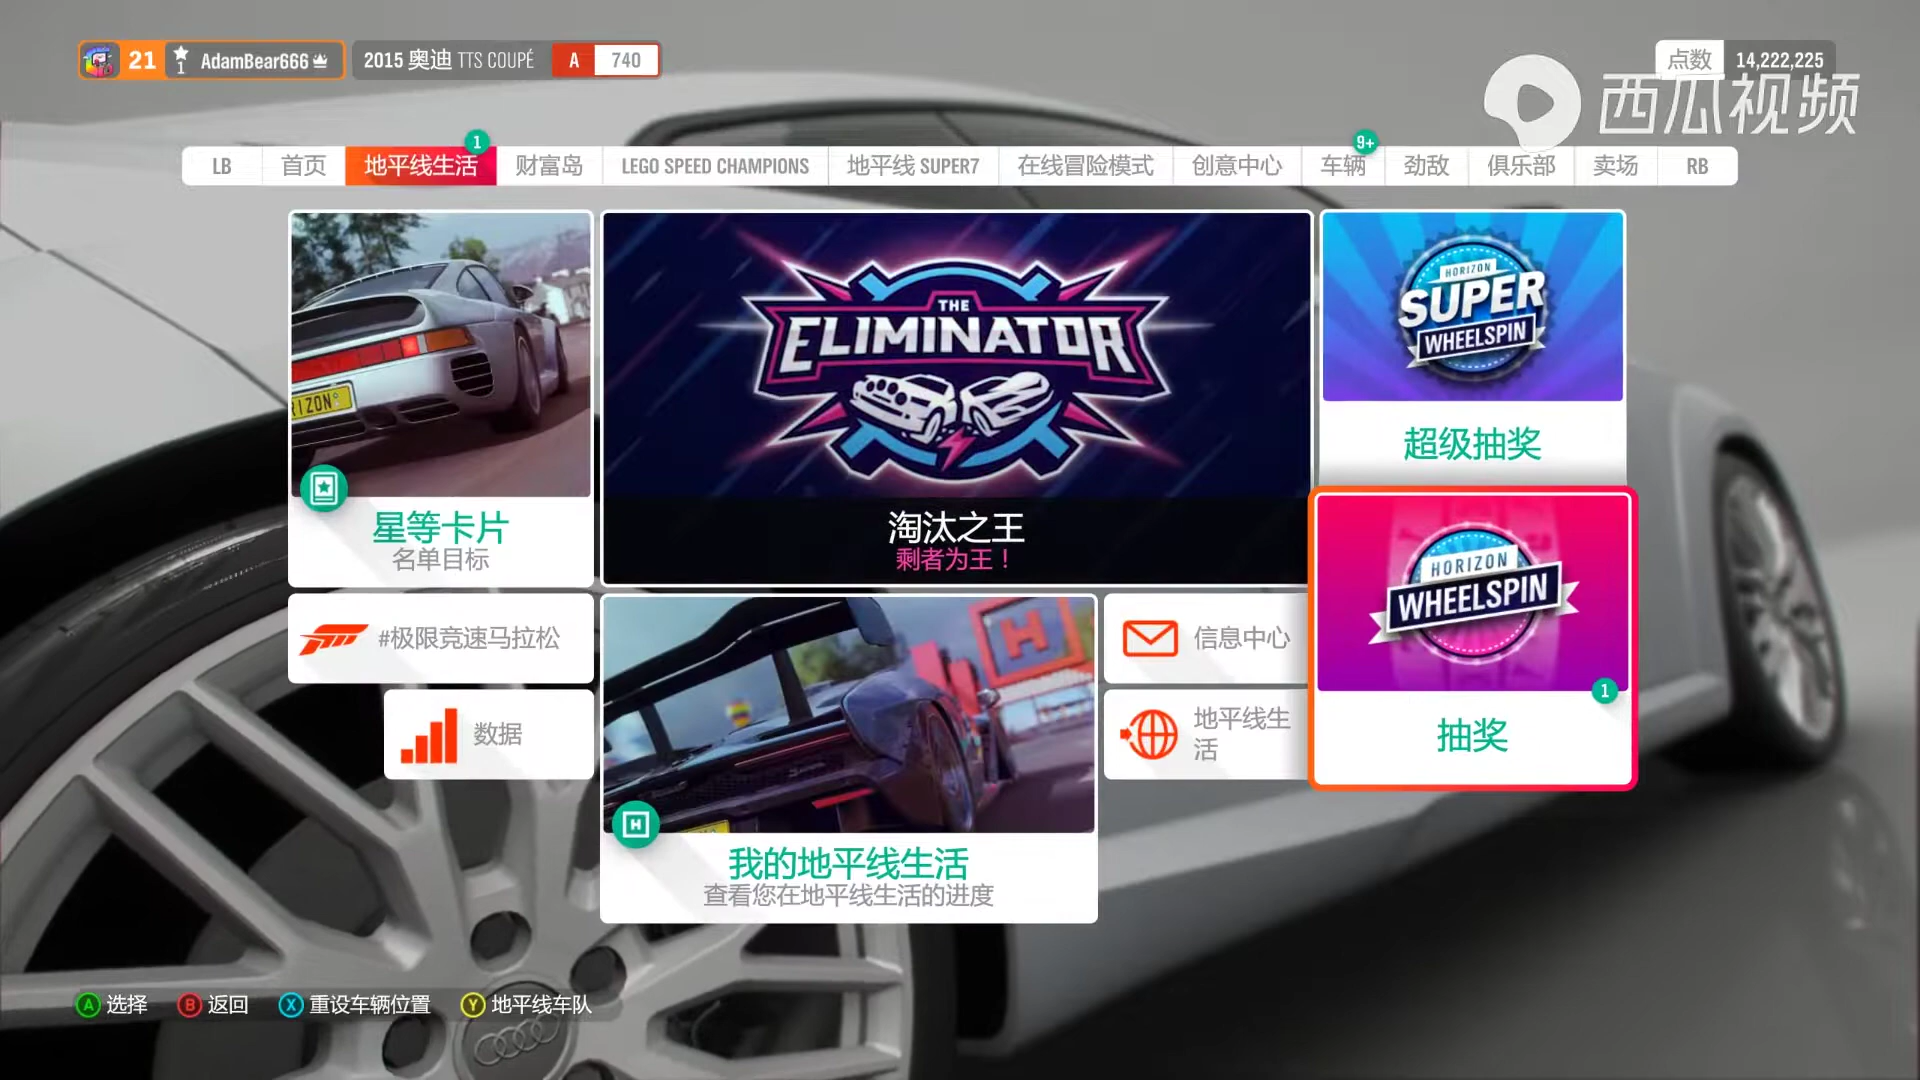 21 1 AdamBear666
2015 奥迪 TTS COUPÉ A 740
点数 14,222,225
西瓜视频
1
9+
LB 首页 地平线生活 财富岛 LEGO SPEED CHAMPIONS 地平线 SUPER7 在线冒险模式 创意中心 车辆 劲敌 俱乐部 卖场 RB
RIZON
星等卡片
名单目标
THE
ELIMINATOR
淘汰之王
剩者为王！
HORIZON
SUPER
WHEELSPIN
超级抽奖
HORIZON
WHEELSPIN
1
抽奖
#极限竞速马拉松
数据
H
H
我的地平线生活
查看您在地平线生活的进度
信息中心
地平线生
活
A 选择 B 返回 X 重设车辆位置 Y 地平线车队